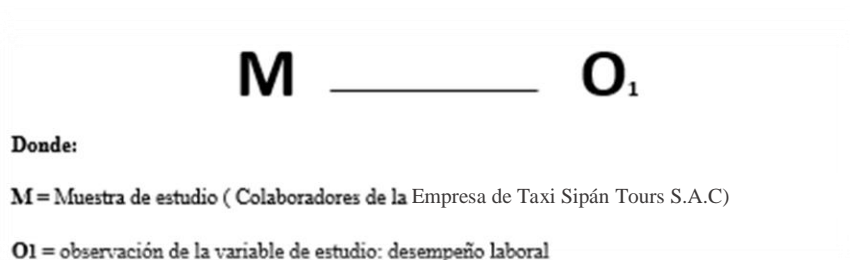 M ________ O₁
Donde:
M = Muestra de estudio ( Colaboradores de la Empresa de Taxi Sipán Tours S.A.C)
O1 = observación de la variable de estudio: desempeño laboral